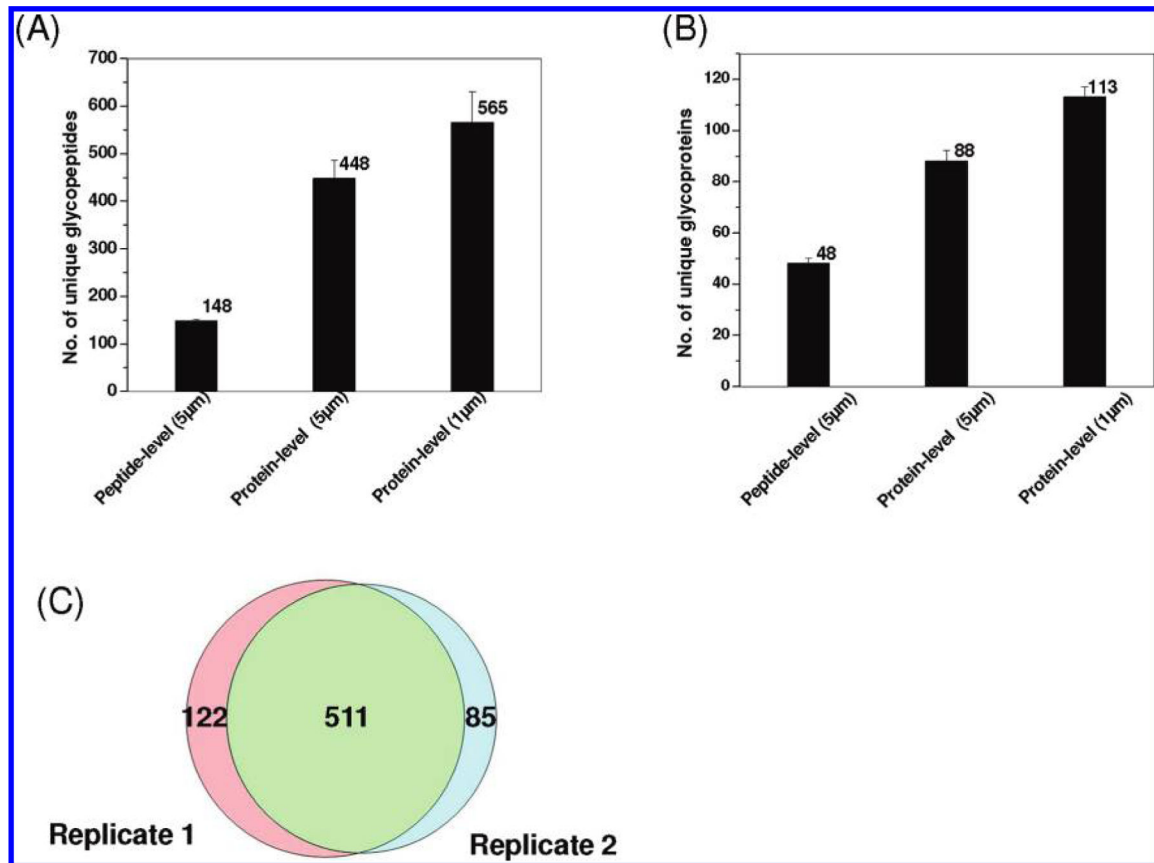 (A)
700
600
500
400
300
200
100
0
No. of unique glycopeptides
148
448
565
Peptide-level (5μm)
Protein-level (5μm)
Protein-level (1μm)
(B)
120
100
80
60
40
20
0
No. of unique glycoproteins
48
88
113
Peptide-level (5μm)
Protein-level (5μm)
Protein-level (1μm)
(C)
122
511
85
Replicate 1
Replicate 2